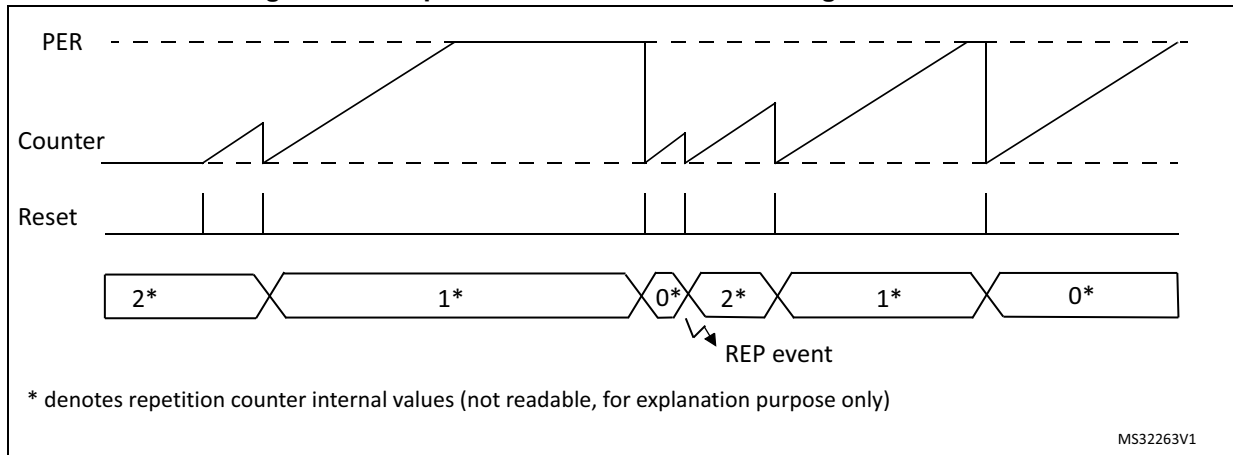 PER
Counter
Reset
2* 1* 0* 2* 1* 0*
REP event
* denotes repetition counter internal values (not readable, for explanation purpose only)
MS32263V1